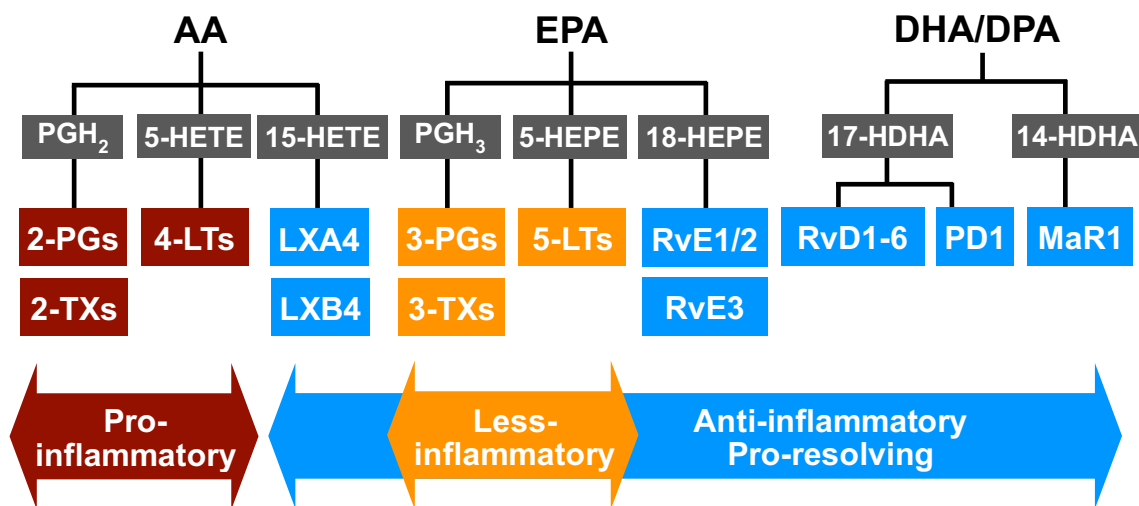 AA
EPA
DHA/DPA
PGH₂
5-HETE
15-HETE
PGH₃
5-HEPE
18-HEPE
17-HDHA
14-HDHA
2-PGs
4-LTs
LXA4
3-PGs
5-LTs
RvE1/2
RvD1-6
PD1
MaR1
2-TXs
LXB4
3-TXs
RvE3
Pro-
inflammatory
Less-
inflammatory
Anti-inflammatory
Pro-resolving